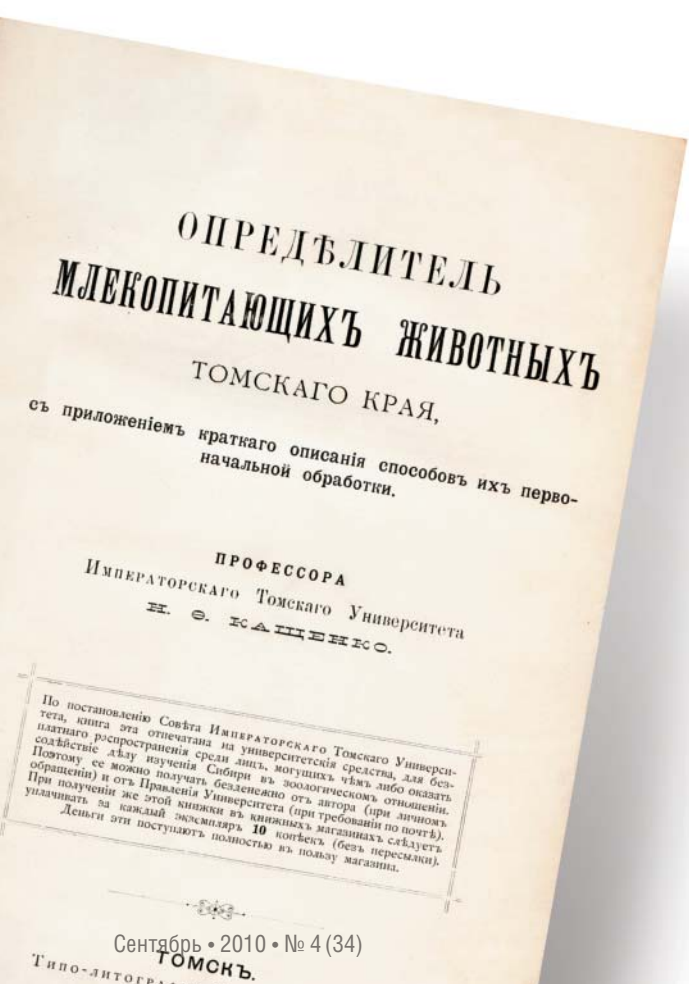 ОПРЕДѢЛИТЕЛЬ
МЛЕКОПИТАЮЩИХЪ ЖИВОТНЫХЪ
ТОМСКАГО КРАЯ,
съ приложеніемъ краткаго описанія способовъ ихъ перво-
начальной обработки.
ПРОФЕССОРА
Императорскаго Томскаго Университета
Н. Ѳ. КАЩЕНКО.
По постановленію Совѣта Императорскаго Томскаго Универси-
тета, книга эта отпечатана на университетскія средства, для без-
платнаго распространенія среди лицъ, могущихъ чѣмъ либо оказать
содѣйствіе дѣлу изученія Сибири въ зоологическомъ отношеніи.
Поэтому ее можно получать безденежно отъ автора (при личномъ
обращеніи) и отъ Правленія Университета (при требованіи по почтѣ).
При полученіи же этой книжки въ книжныхъ магазинахъ слѣдуетъ
уплачивать за каждый экземпляръ 10 копѣекъ (безъ пересылки).
Деньги эти поступаютъ полностью въ пользу магазина.
Сентябрь • 2010 • № 4 (34)
ТОМСКЪ.